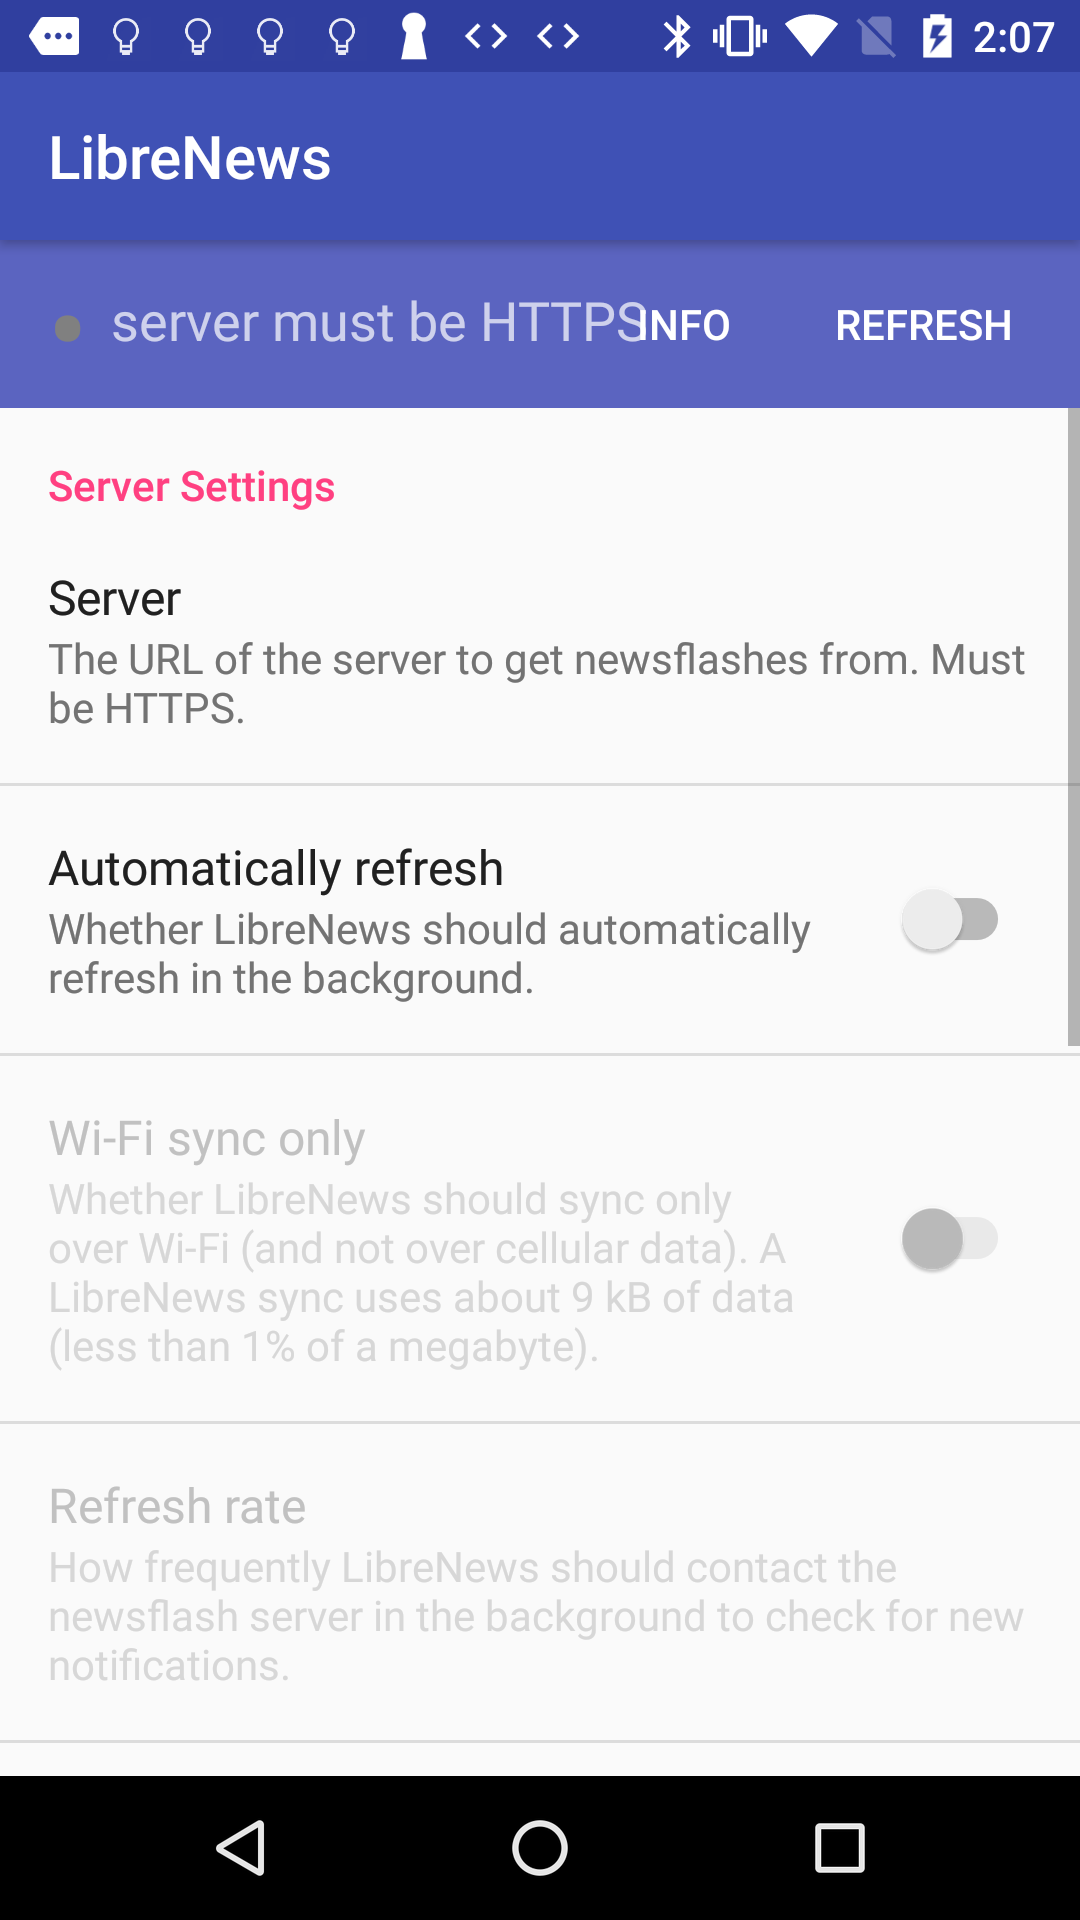 2:07
LibreNews
server must be HTTPS
INFO
REFRESH
Server Settings
Server
The URL of the server to get newsflashes from. Must
be HTTPS.
Automatically refresh
Whether LibreNews should automatically
refresh in the background.
Wi-Fi sync only
Whether LibreNews should sync only
over Wi-Fi (and not over cellular data). A
LibreNews sync uses about 9 kB of data
(less than 1% of a megabyte).
Refresh rate
How frequently LibreNews should contact the
newsflash server in the background to check for new
notifications.